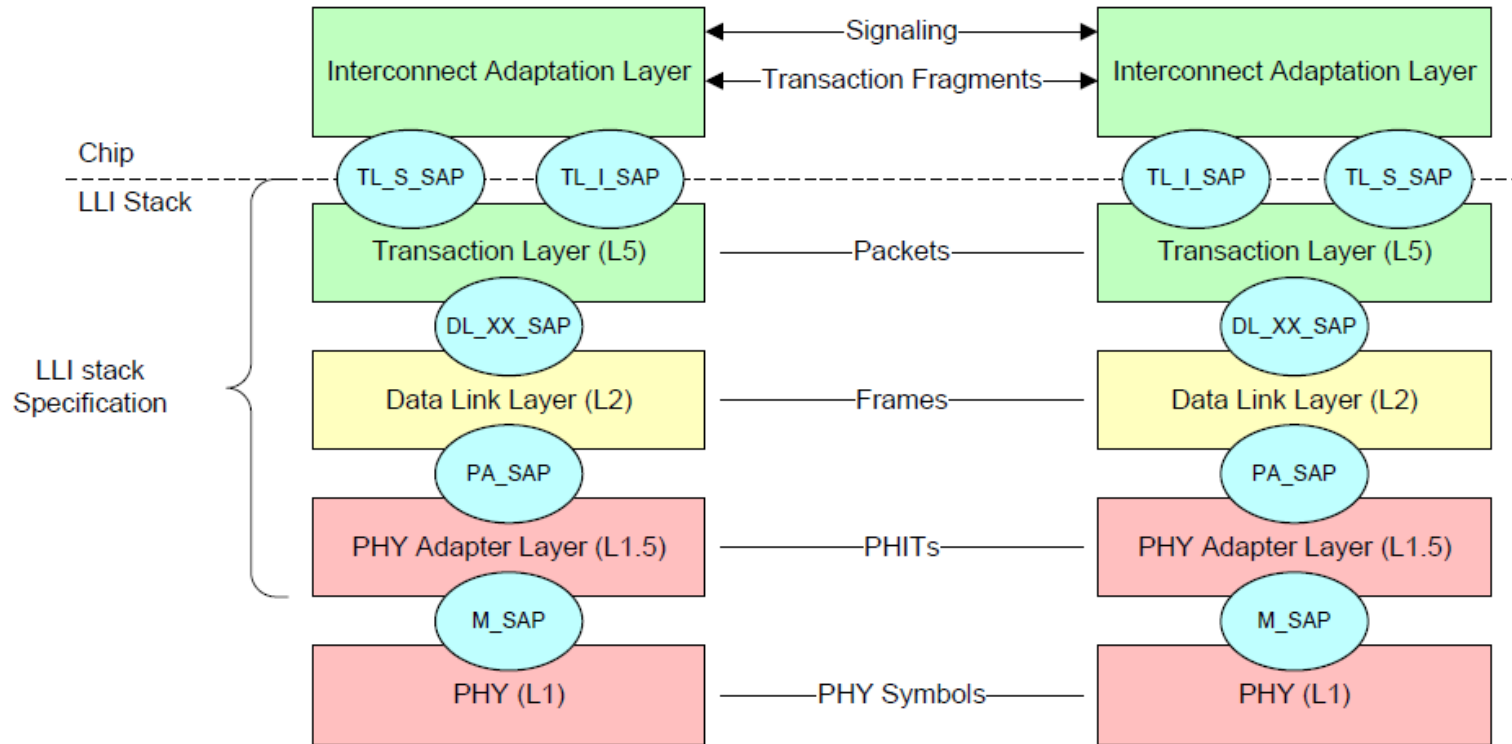 Interconnect Adaptation Layer
Signaling
Transaction Fragments
Interconnect Adaptation Layer
Chip
LLI Stack
TL_S_SAP
TL_I_SAP
TL_I_SAP
TL_S_SAP
Transaction Layer (L5)
Packets
Transaction Layer (L5)
DL_XX_SAP
DL_XX_SAP
LLI stack
Specification
Data Link Layer (L2)
Frames
Data Link Layer (L2)
PA_SAP
PA_SAP
PHY Adapter Layer (L1.5)
PHITs
PHY Adapter Layer (L1.5)
M_SAP
M_SAP
PHY (L1)
PHY Symbols
PHY (L1)